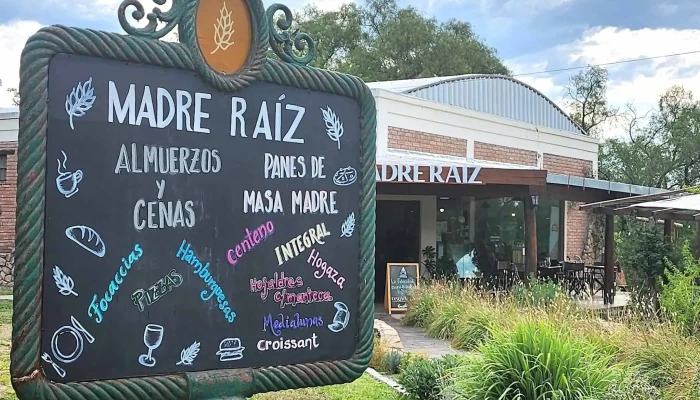 MADRE RAÍZ
ALMUERZOS
y
CENAS
Focaccias
PIZZAS
Hamburguesas
PANES DE
MASA MADRE
Centeno
INTEGRAL
Hogaza
Hojaldres
c/manteca
Medialunas
Croissant
ADRE RAÍZ